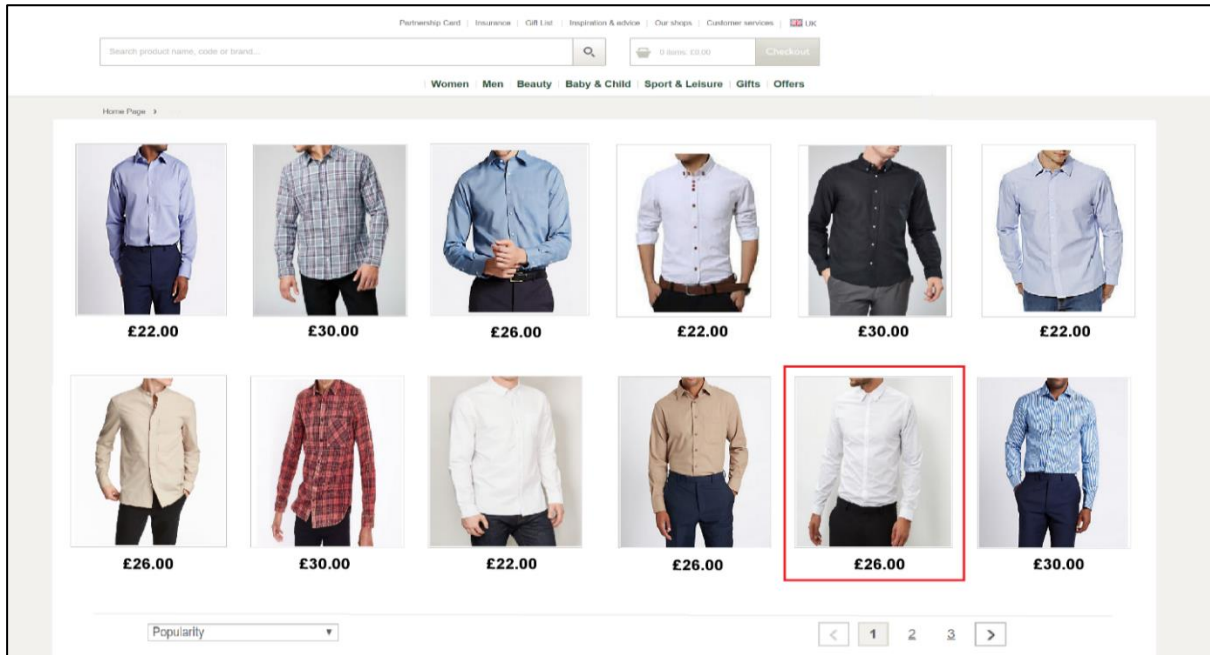 Partnership Card | Insurance | Gift List | Inspiration & advice | Our shops | Customer services | UK
Search product name, code or brand...
0 items: £0.00 Checkout
Women | Men | Beauty | Baby & Child | Sport & Leisure | Gifts | Offers
Home Page >
£22.00 £30.00 £26.00 £22.00 £30.00 £22.00
£26.00 £30.00 £22.00 £26.00 £26.00 £30.00
Popularity
< 1 2 3 >